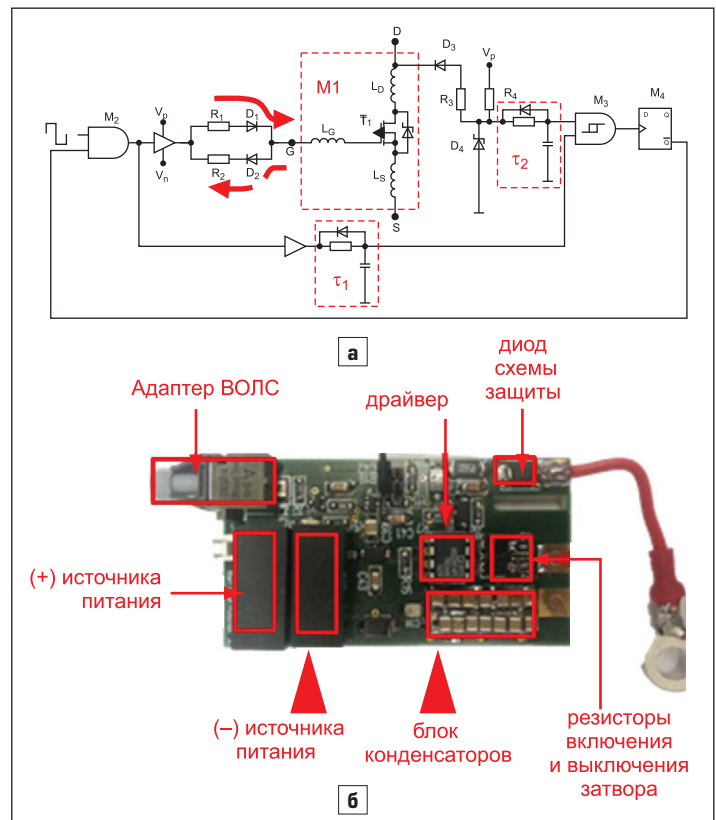 D
D3
Vp
M1
LD
R3
R4
M3
M4
M2
Vp
R1
D1
T1
LG
D
Q
Q
G
D4
τ2
Vn
R2
D2
LS
S
τ1
а
диод
схемы
защиты
Адаптер ВОЛС
драйвер
(+) источника
питания
(–) источника
питания
блок
конденсаторов
резисторы
включения
и выключения
затвора
б